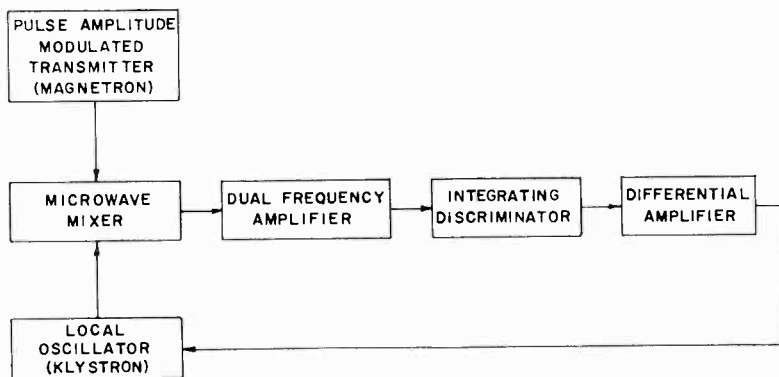 PULSE AMPLITUDE
MODULATED
TRANSMITTER
(MAGNETRON)
MICROWAVE
MIXER
DUAL FREQUENCY
AMPLIFIER
INTEGRATING
DISCRIMINATOR
DIFFERENTIAL
AMPLIFIER
LOCAL
OSCILLATOR
(KLYSTRON)